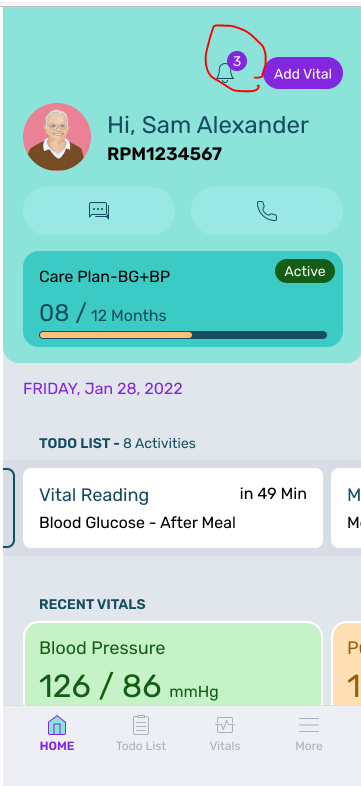 3
Add Vital
Hi, Sam Alexander
RPM1234567
Care Plan-BG+BP
Active
08 / 12 Months
FRIDAY, Jan 28, 2022
TODO LIST - 8 Activities
Vital Reading
in 49 Min
Blood Glucose - After Meal
M
Me
RECENT VITALS
Blood Pressure
126 / 86 mmHg
1
HOME
Todo List
Vitals
More